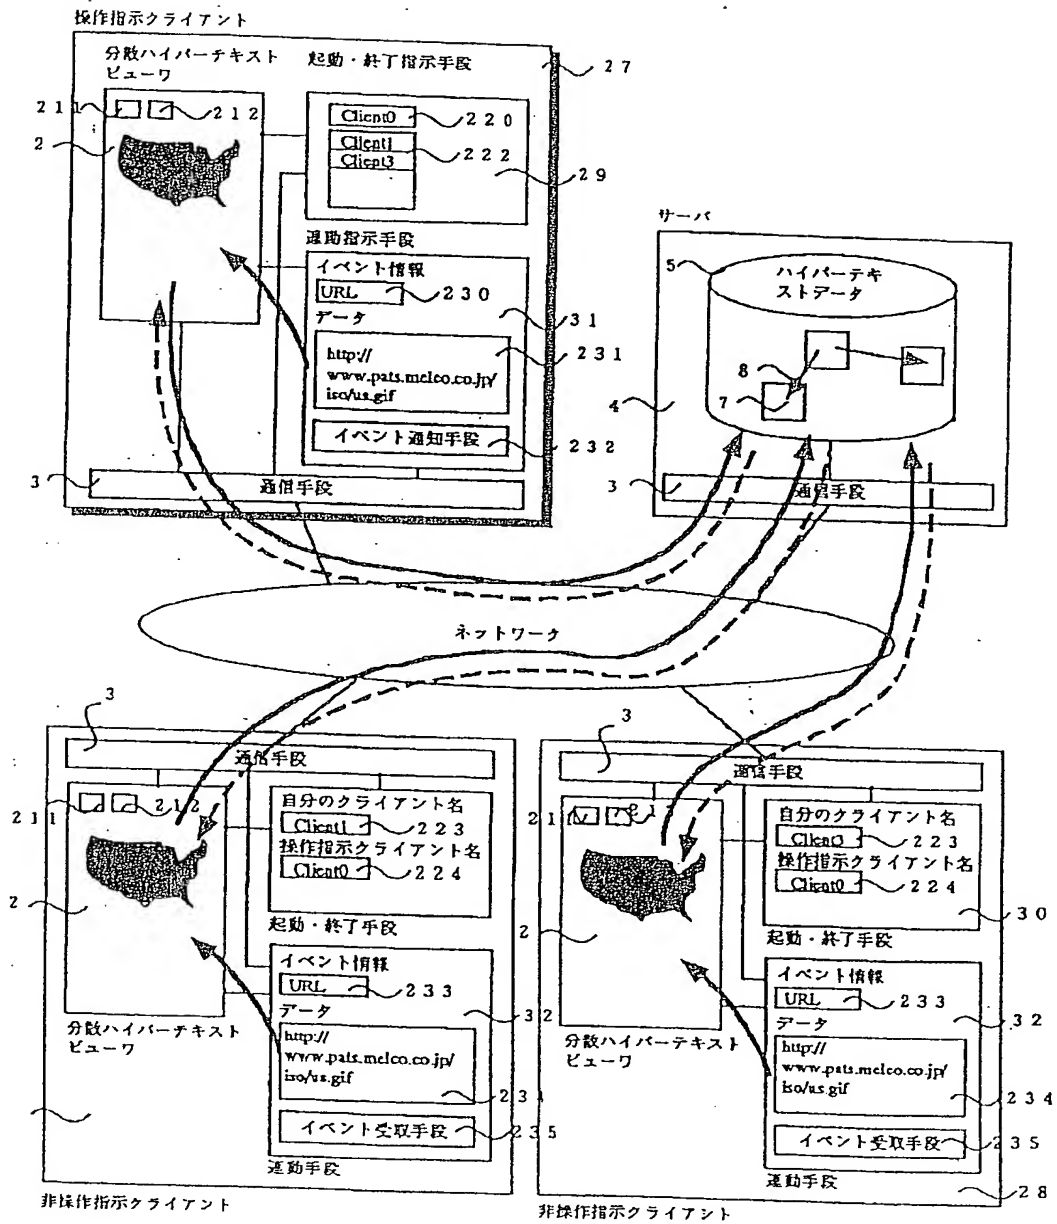 操作指示クライアント
分散ハイパーテキスト
ビューワ
起動・終了指示手段
27
211
212
2
Client0
220
Client1
222
Client3
29
連動指示手段
イベント情報
URL
230
31
データ
http://
www.pats.melco.co.jp/
iso/us.gif
231
イベント通知手段
232
3
通信手段
サーバ
5
ハイパーテキ
ストデータ
8
7
4
3
通信手段
ネットワーク
3
通信手段
211
212
2
自分のクライアント名
Client1
223
操作指示クライアント名
Client0
224
起動・終了手段
イベント情報
URL
233
32
データ
http://
www.pats.melco.co.jp/
iso/us.gif
イベント受取手段
235
連動手段
分散ハイパーテキスト
ビューワ
非操作指示クライアント
3
通信手段
2
自分のクライアント名
223
操作指示クライアント名
Client0
224
30
起動・終了手段
イベント情報
URL
233
32
データ
http://
www.pats.melco.co.jp/
iso/us.gif
234
イベント受取手段
235
連動手段
28
分散ハイパーテキスト
ビューワ
非操作指示クライアント